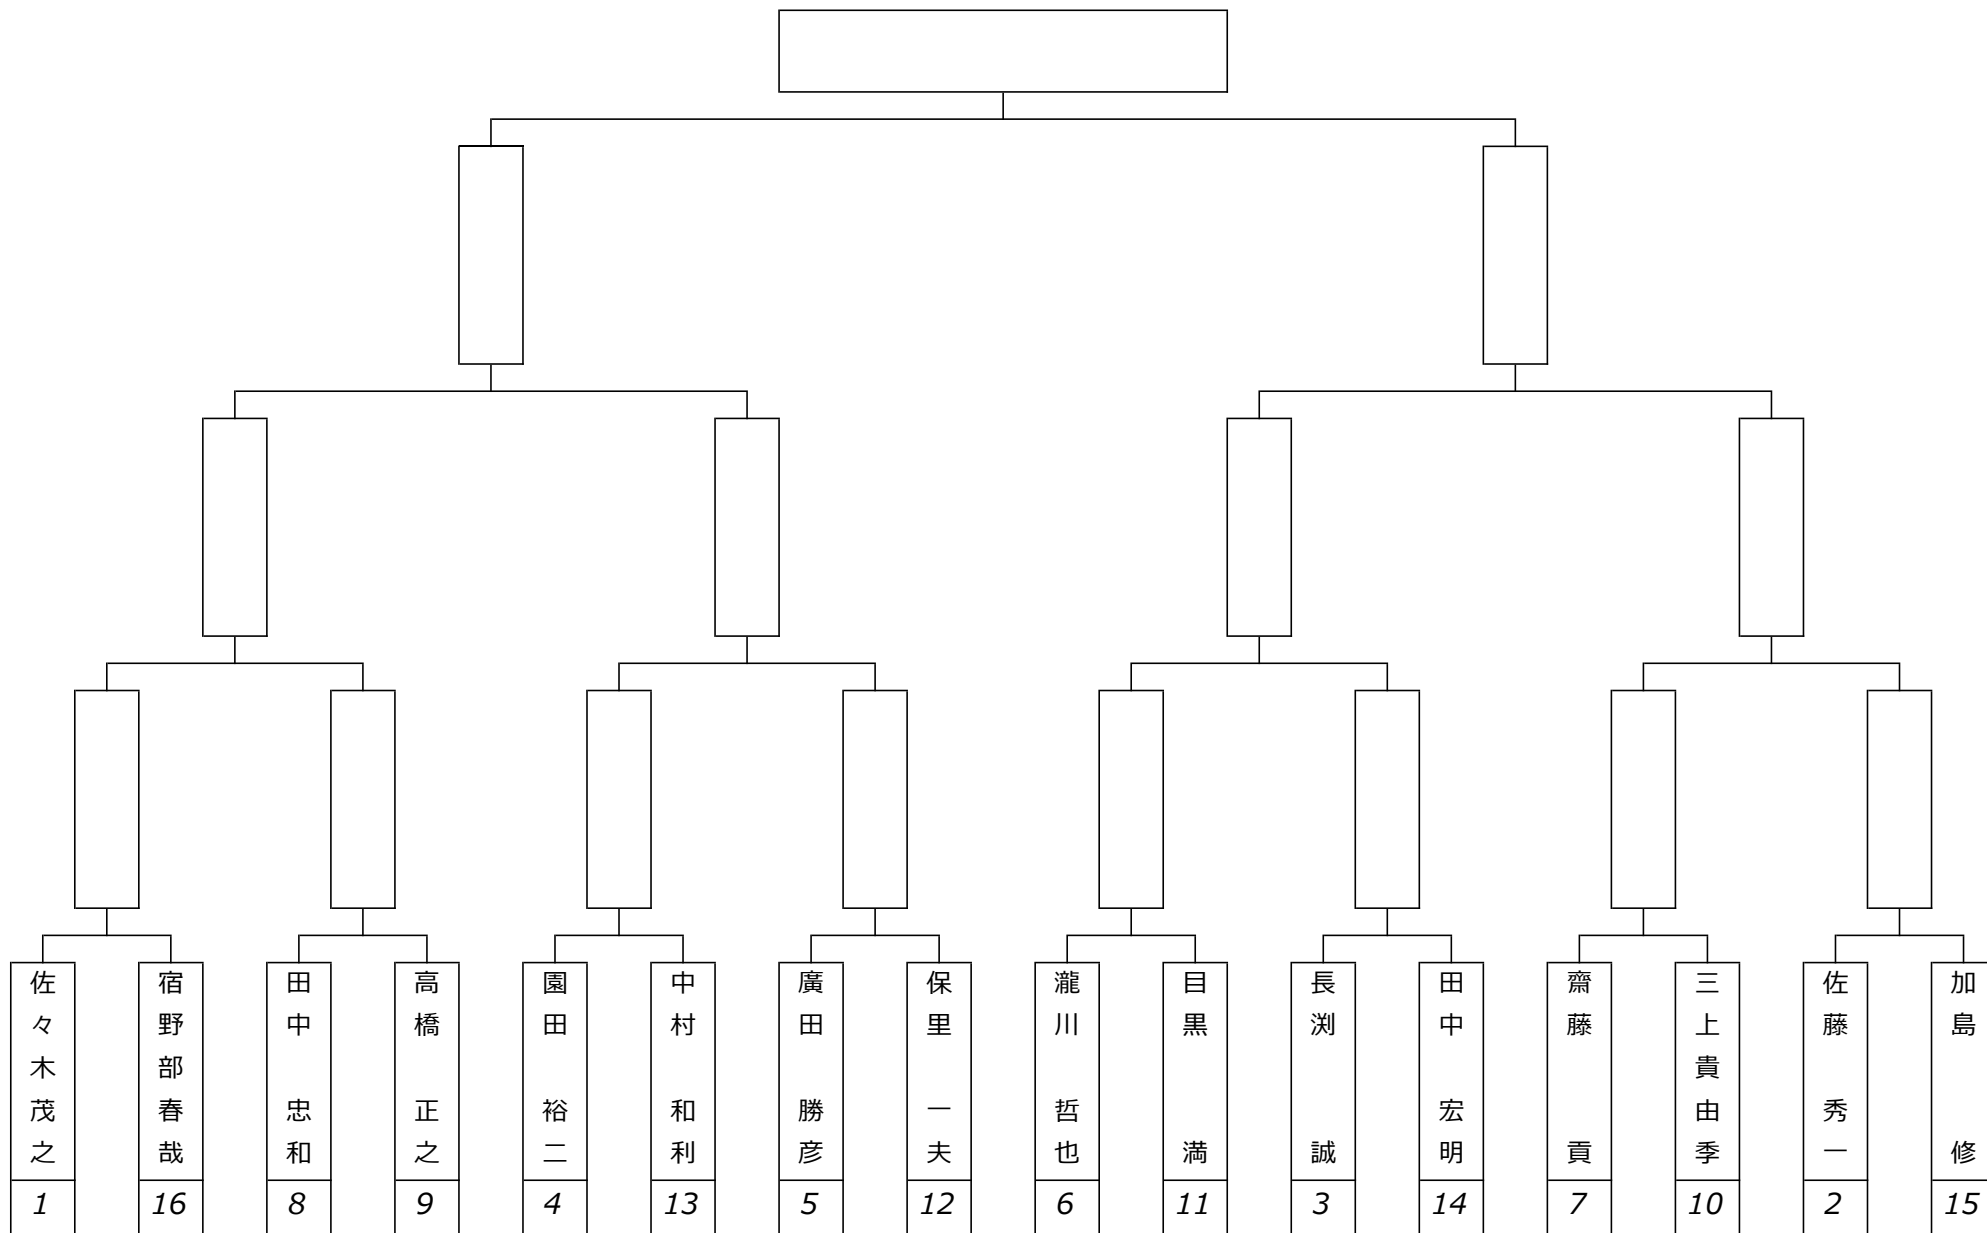 佐々木茂之
1
宿野部春哉
16
田中 忠和
8
高橋 正之
9
園田 裕二
4
中村 和利
13
廣田 勝彦
5
保里 一夫
12
瀧川 哲也
6
目黒 満
11
長渕 誠
3
田中 宏明
14
齋藤 貢
7
三上貴由季
10
佐藤 秀一
2
加島 修
15